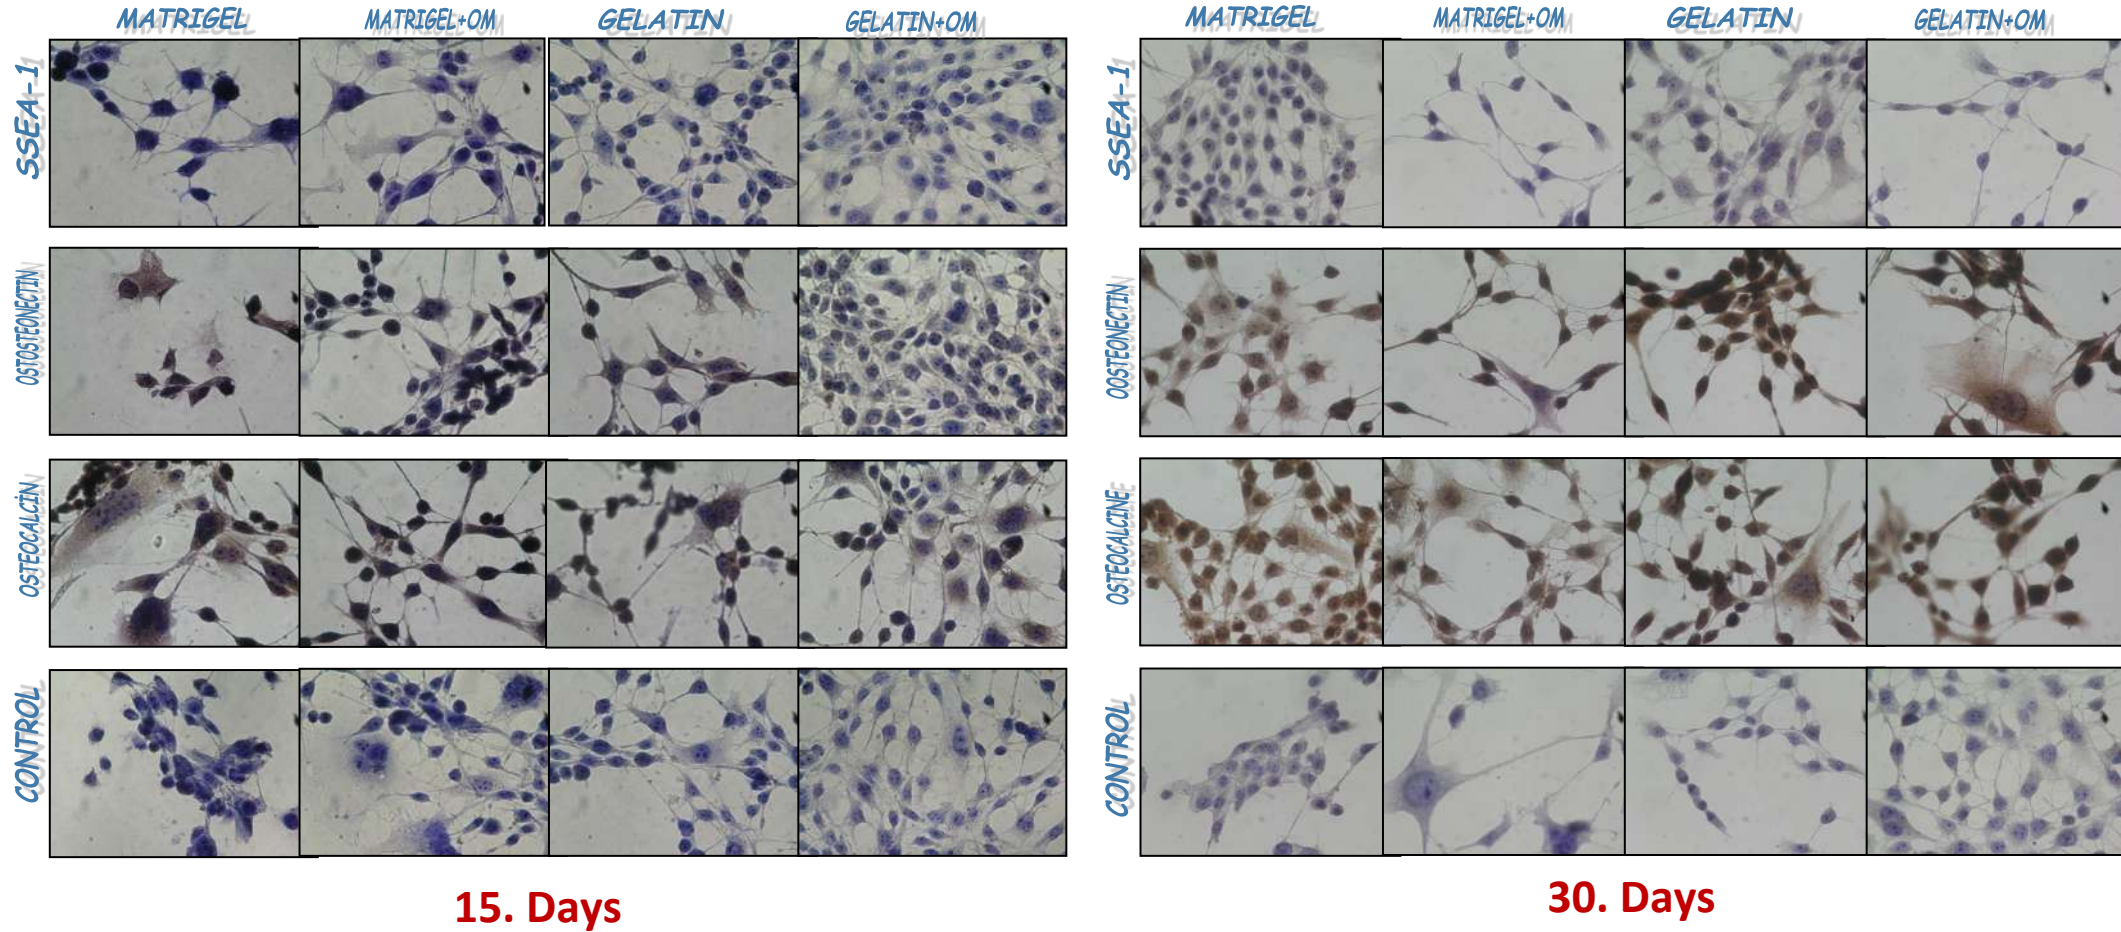 MATRIGEL
MATRIGEL+OM
GELATIN
GELATIN+OM
SSEA-1
OSTOSTEONECTIN
OSTEOCALCİN
CONTROL
15. Days
MATRIGEL
MATRIGEL+OM
GELATIN
GELATIN+OM
SSEA-1
OOSTEONECTIN
OSTEOCALCINE
CONTROL
30. Days